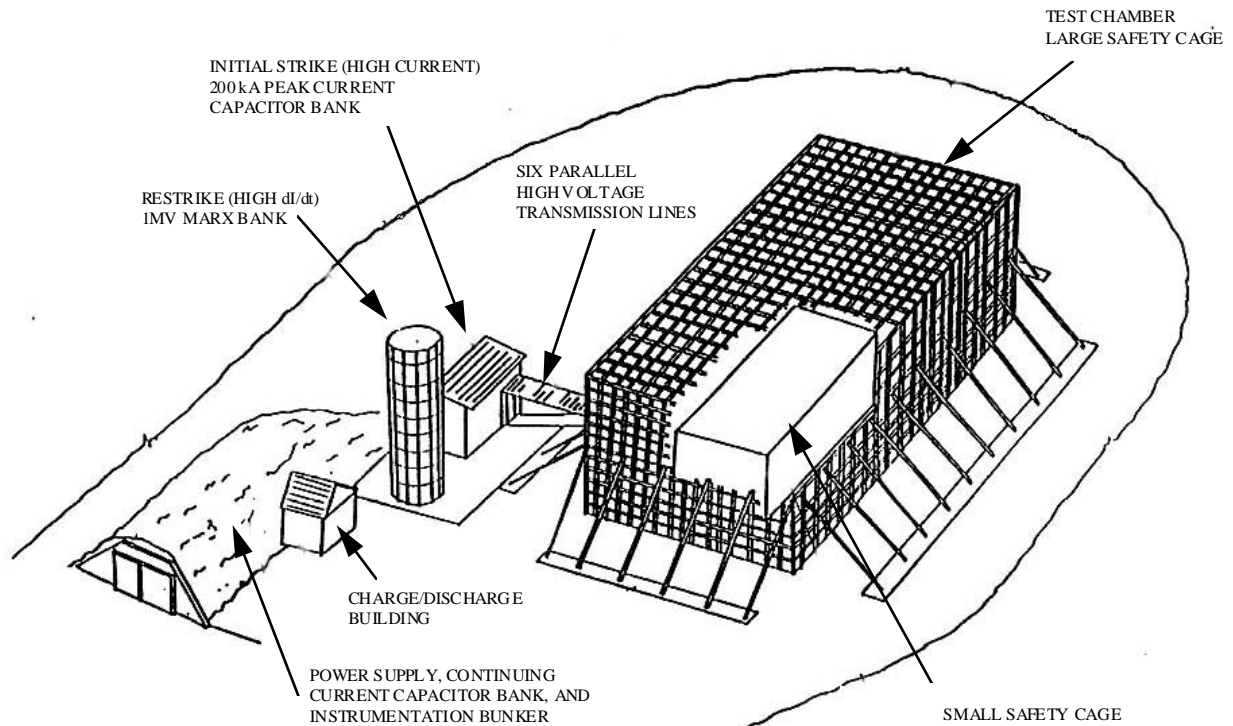 TEST CHAMBER
LARGE SAFETY CAGE
INITIAL STRIKE (HIGH CURRENT)
200 kA PEAK CURRENT
CAPACITOR BANK
SIX PARALLEL
HIGH VOLTAGE
TRANSMISSION LINES
RESTRIKE (HIGH dI/dt)
1MV MARX BANK
CHARGE/DISCHARGE
BUILDING
POWER SUPPLY, CONTINUING
CURRENT CAPACITOR BANK, AND
INSTRUMENTATION BUNKER
SMALL SAFETY CAGE